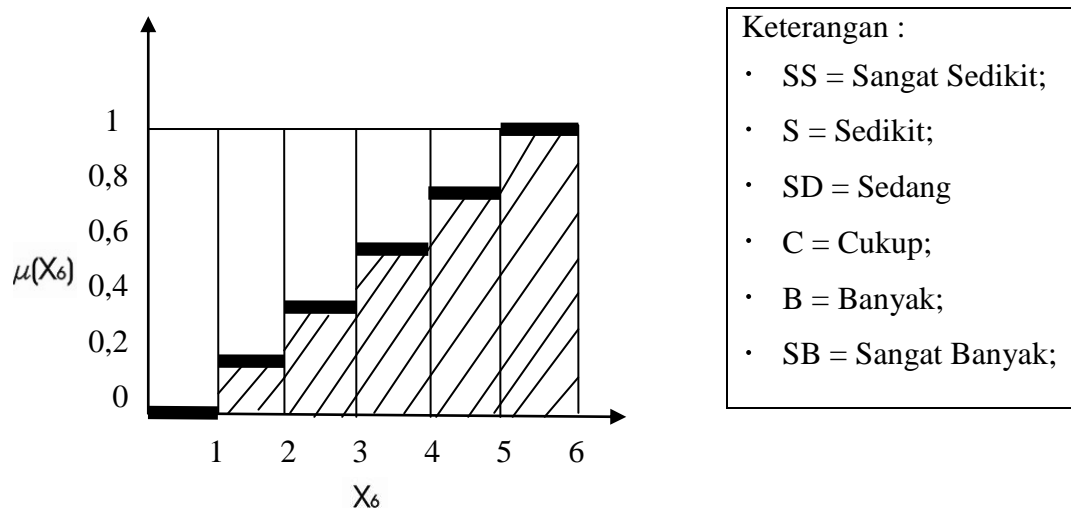 1
0,8
0,6
μ(X₆)
0,4
0,2
0
1 2 3 4 5 6
X₆
Keterangan :
· SS = Sangat Sedikit;
· S = Sedikit;
· SD = Sedang
· C = Cukup;
· B = Banyak;
· SB = Sangat Banyak;